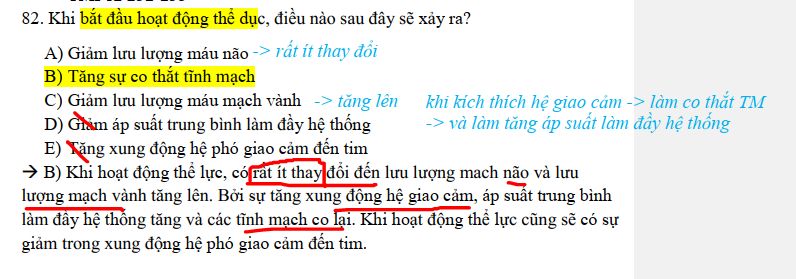 82. Khi bắt đầu hoạt động thể dục, điều nào sau đây sẽ xảy ra?
A) Giảm lưu lượng máu não -> rất ít thay đổi
B) Tăng sự co thắt tĩnh mạch
C) Giảm lưu lượng máu mạch vành -> tăng lên khi kích thích hệ giao cảm -> làm co thắt TM
D) Giảm áp suất trung bình làm đầy hệ thống -> và làm tăng áp suất làm đầy hệ thống
E) Tăng xung động hệ phó giao cảm đến tim
→ B) Khi hoạt động thể lực, có rất ít thay đổi đến lưu lượng mach não và lưu
lượng mạch vành tăng lên. Bởi sự tăng xung động hệ giao cảm, áp suất trung bình
làm đầy hệ thống tăng và các tĩnh mạch co lại. Khi hoạt động thể lực cũng sẽ có sự
giảm trong xung động hệ phó giao cảm đến tim.